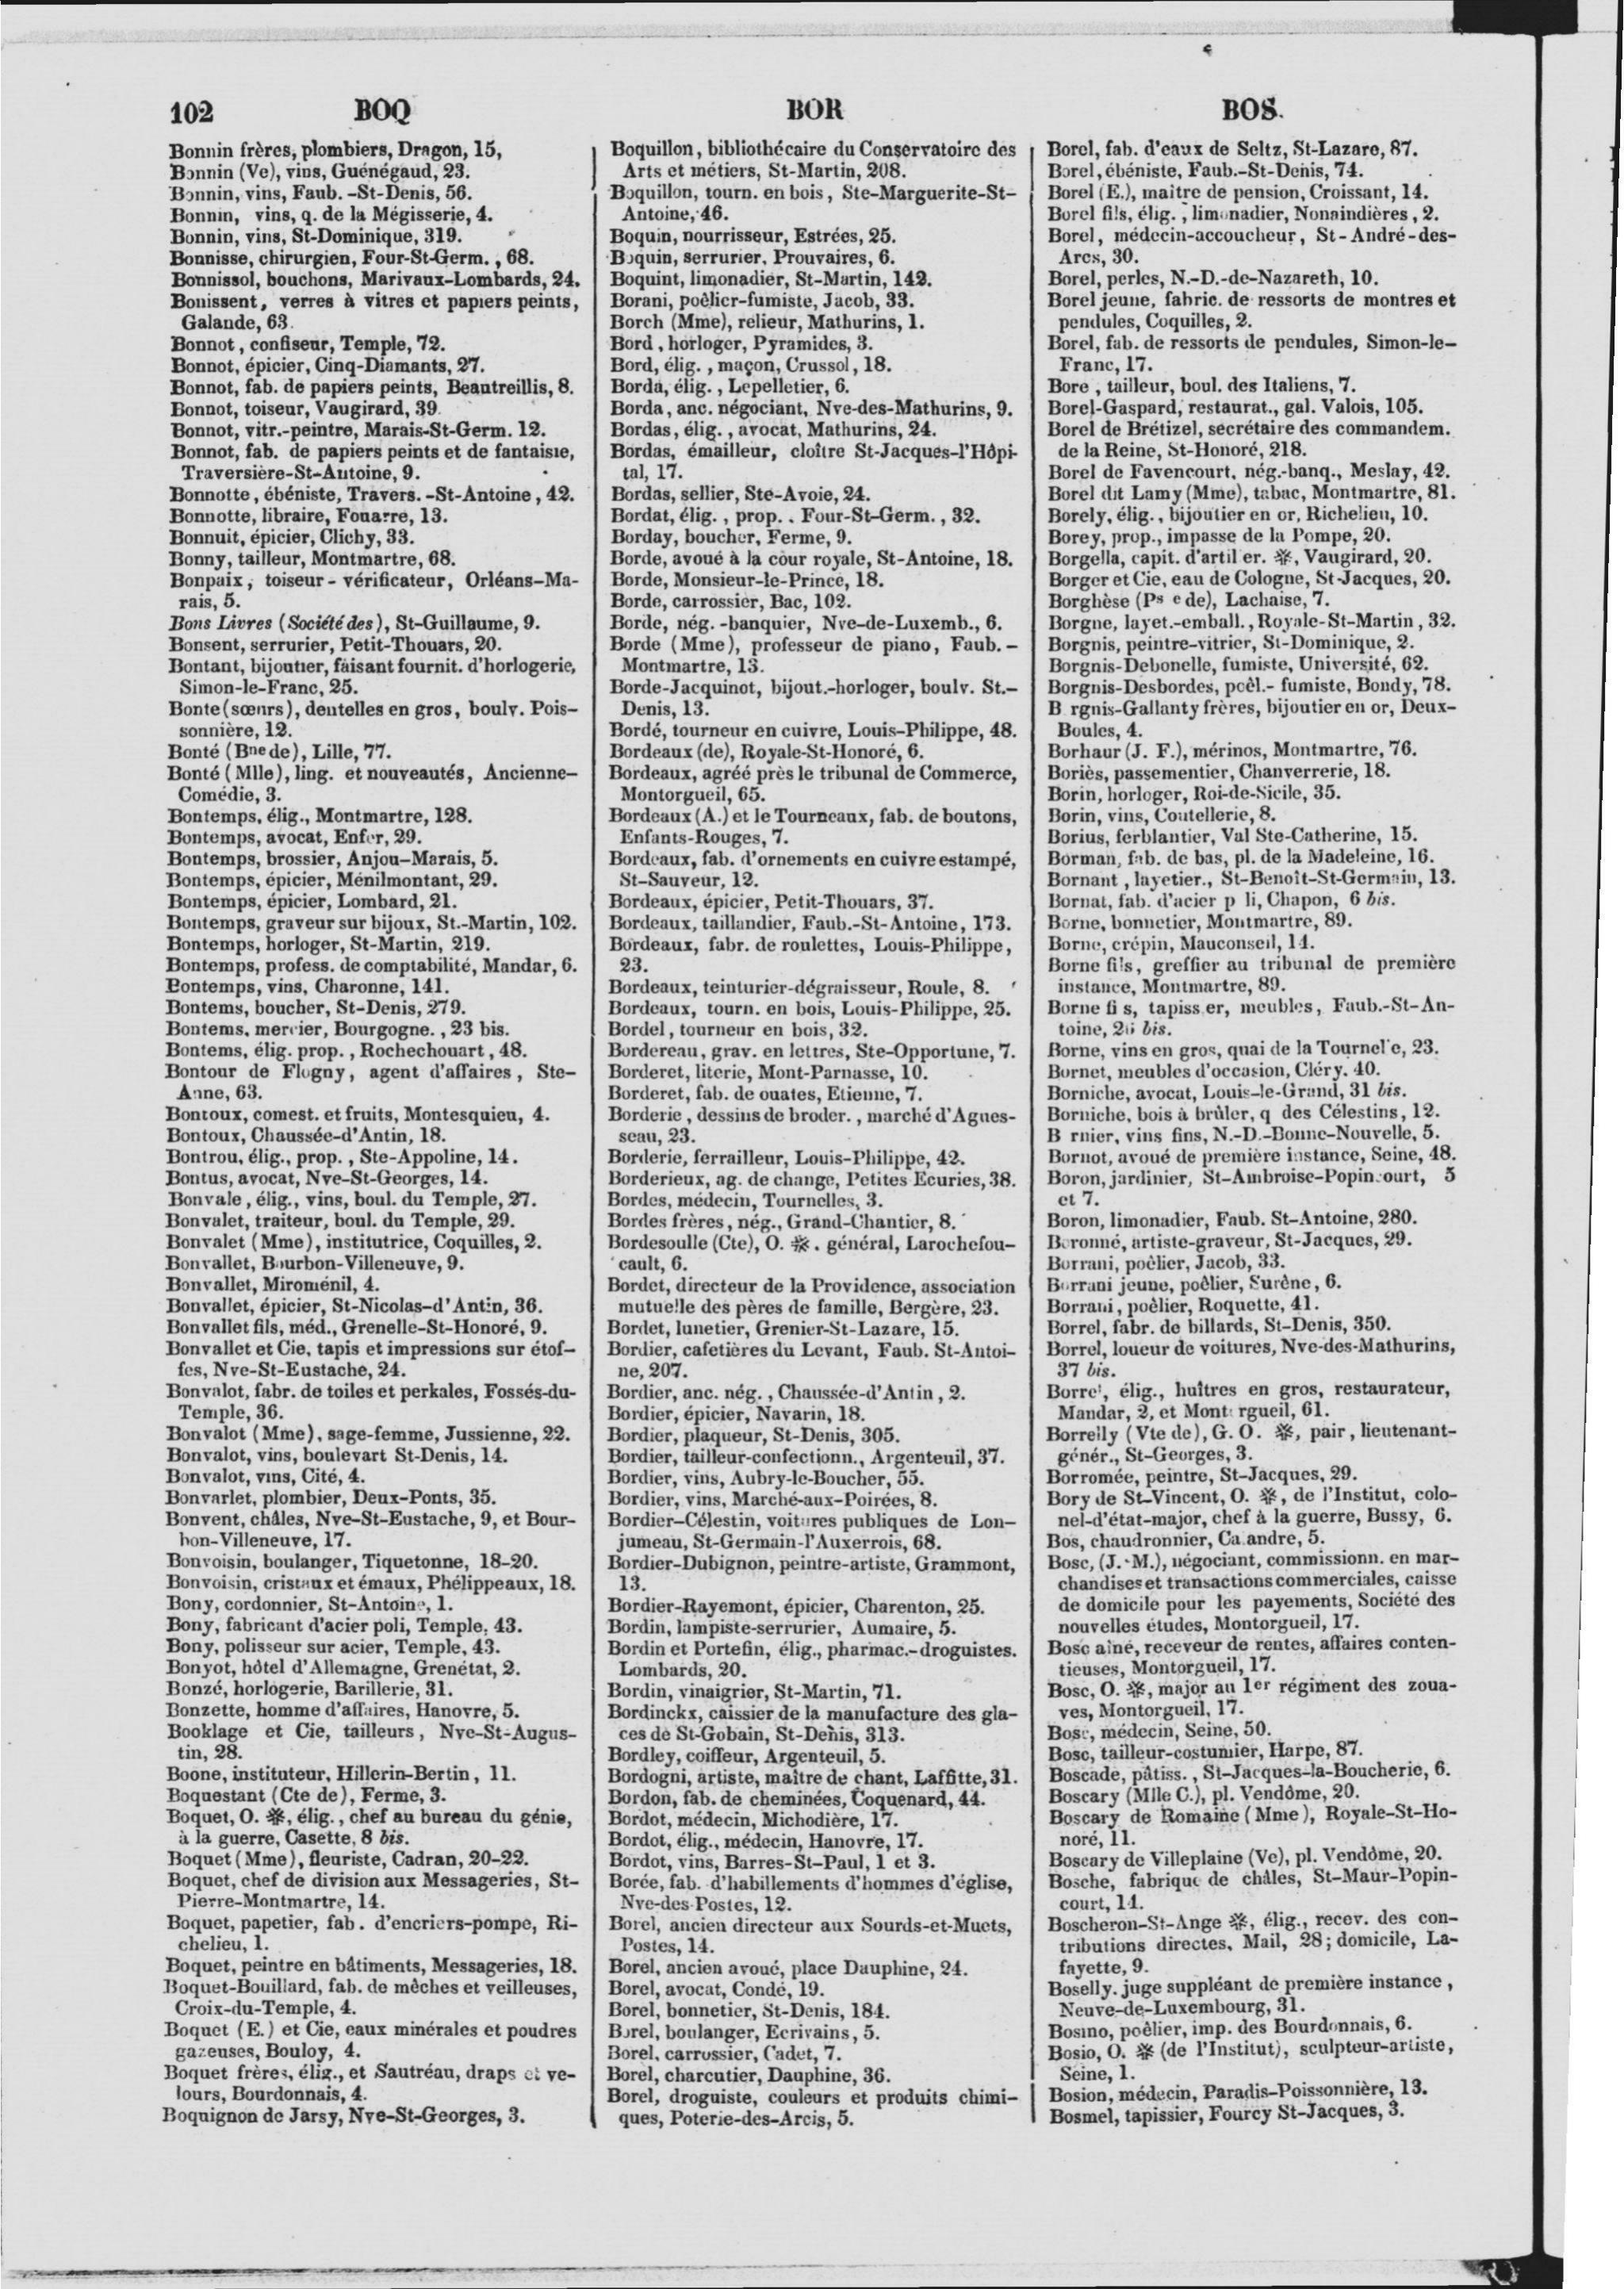 102
BOQ
BOR
BOS.
Bonnin frères, plombiers, Dragon, 15,
Bonnin (Ve), vins, Guénégaud, 23.
Bonnin, vins, Faub.-St-Denis, 56.
Bonnin, vins, q. de la Mégisserie, 4.
Bonnin, vins, St-Dominique, 319.
Bonnisse, chirurgien, Four-St-Germ., 68.
Bonnissol, bouchons, Marivaux-Lombards, 24.
Bonissent, verres à vitres et papiers peints,
Galande, 63.
Bonnot, confiseur, Temple, 72.
Bonnot, épicier, Cinq-Diamants, 27.
Bonnot, fab. de papiers peints, Beautreillis, 8.
Bonnot, toiseur, Vaugirard, 39.
Bonnot, vitr.-peintre, Marais-St-Germ. 12.
Bonnot, fab. de papiers peints et de fantaisie,
Traversière-St-Antoine, 9.
Bonnotte, ébéniste, Travers.-St-Antoine, 42.
Bonnotte, libraire, Fouarre, 13.
Bonnuit, épicier, Clichy, 33.
Bonny, tailleur, Montmartre, 68.
Bonpaix, toiseur-vérificateur, Orléans-Ma-
rais, 5.
Bons Livres (Société des), St-Guillaume, 9.
Bonsent, serrurier, Petit-Thouars, 20.
Bontant, bijoutier, faisant fournit. d'horlogerie,
Simon-le-Franc, 25.
Bonte (sœurs), dentelles en gros, boulv. Pois-
sonnière, 12.
Bonté (Bne de), Lille, 77.
Bonté (Mlle), ling. et nouveautés, Ancienne-
Comédie, 3.
Bontemps, élig., Montmartre, 128.
Bontemps, avocat, Enfer, 29.
Bontemps, brossier, Anjou-Marais, 5.
Bontemps, épicier, Ménilmontant, 29.
Bontemps, épicier, Lombard, 21.
Bontemps, graveur sur bijoux, St.-Martin, 102.
Bontemps, horloger, St-Martin, 219.
Bontemps, profess. de comptabilité, Mandar, 6.
Bontemps, vins, Charonne, 141.
Bontems, boucher, St-Denis, 279.
Bontems, mercier, Bourgogne., 23 bis.
Bontems, élig. prop., Rochechouart, 48.
Bontour de Flogny, agent d'affaires, Ste-
Anne, 63.
Bontoux, comest. et fruits, Montesquieu, 4.
Bontoux, Chaussée-d'Antin, 18.
Bontrou, élig., prop., Ste-Appoline, 14.
Bontus, avocat, Nve-St-Georges, 14.
Bonvale, élig., vins, boul. du Temple, 27.
Bonvalet, traiteur, boul. du Temple, 29.
Bonvalet (Mme), institutrice, Coquilles, 2.
Bonvallet, Bourbon-Villeneuve, 9.
Bonvallet, Miroménil, 4.
Bonvallet, épicier, St-Nicolas-d'Antin, 36.
Bonvallet fils, méd., Grenelle-St-Honoré, 9.
Bonvallet et Cie, tapis et impressions sur étof-
fes, Nve-St-Eustache, 24.
Bonvalot, fabr. de toiles et perkales, Fossés-du-
Temple, 36.
Bonvalot (Mme), sage-femme, Jussienne, 22.
Bonvalot, vins, boulevart St-Denis, 14.
Bonvalot, vins, Cité, 4.
Bonvarlet, plombier, Deux-Ponts, 35.
Bonvent, châles, Nve-St-Eustache, 9, et Bour-
bon-Villeneuve, 17.
Bonvoisin, boulanger, Tiquetonne, 18-20.
Bonvoisin, cristaux et émaux, Phélippeaux, 18.
Bony, cordonnier, St-Antoine, 1.
Bony, fabricant d'acier poli, Temple, 43.
Bony, polisseur sur acier, Temple, 43.
Bonyot, hôtel d'Allemagne, Grenétat, 2.
Bonzé, horlogerie, Barillerie, 31.
Bonzette, homme d'affaires, Hanovre, 5.
Booklage et Cie, tailleurs, Nve-St-Augus-
tin, 28.
Boone, instituteur, Hillerin-Bertin, 11.
Boquestant (Cte de), Ferme, 3.
Boquet, O. ✻, élig., chef au bureau du génie,
à la guerre, Casette, 8 bis.
Boquet (Mme), fleuriste, Cadran, 20-22.
Boquet, chef de division aux Messageries, St-
Pierre-Montmartre, 14.
Boquet, papetier, fab. d'encriers-pompe, Ri-
chelieu, 1.
Boquet, peintre en bâtiments, Messageries, 18.
Boquet-Bouillard, fab. de mêches et veilleuses,
Croix-du-Temple, 4.
Boquet (E.) et Cie, eaux minérales et poudres
gazeuses, Bouloy, 4.
Boquet frères, élig., et Sautréau, draps et ve-
lours, Bourdonnais, 4.
Boquignon de Jarsy, Nve-St-Georges, 3.
Boquillon, bibliothécaire du Conservatoire des
Arts et métiers, St-Martin, 208.
Boquillon, tourn. en bois, Ste-Marguerite-St-
Antoine, 46.
Boquin, nourrisseur, Estrées, 25.
Boquin, serrurier, Prouvaires, 6.
Boquint, limonadier, St-Martin, 142.
Borani, poêlier-fumiste, Jacob, 33.
Borch (Mme), relieur, Mathurins, 1.
Bord, horloger, Pyramides, 3.
Bord, élig., maçon, Crussol, 18.
Borda, élig., Lepelletier, 6.
Borda, anc. négociant, Nve-des-Mathurins, 9.
Bordas, élig., avocat, Mathurins, 24.
Bordas, émailleur, cloître St-Jacques-l'Hôpi-
tal, 17.
Bordas, sellier, Ste-Avoie, 24.
Bordat, élig., prop.. Four-St-Germ., 32.
Borday, boucher, Ferme, 9.
Borde, avoué à la cour royale, St-Antoine, 18.
Borde, Monsieur-le-Prince, 18.
Borde, carrossier, Bac, 102.
Borde, nég.-banquier, Nve-de-Luxemb., 6.
Borde (Mme), professeur de piano, Faub.-
Montmartre, 13.
Borde-Jacquinot, bijout.-horloger, boulv. St.-
Denis, 13.
Bordé, tourneur en cuivre, Louis-Philippe, 48.
Bordeaux (de), Royale-St-Honoré, 6.
Bordeaux, agréé près le tribunal de Commerce,
Montorgueil, 65.
Bordeaux (A.) et le Tourneaux, fab. de boutons,
Enfants-Rouges, 7.
Bordeaux, fab. d'ornements en cuivre estampé,
St-Sauveur, 12.
Bordeaux, épicier, Petit-Thouars, 37.
Bordeaux, taillandier, Faub.-St-Antoine, 173.
Bordeaux, fabr. de roulettes, Louis-Philippe,
23.
Bordeaux, teinturier-dégraisseur, Roule, 8.
Bordeaux, tourn. en bois, Louis-Philippe, 25.
Bordel, tourneur en bois, 32.
Bordereau, grav. en lettres, Ste-Opportune, 7.
Borderet, literie, Mont-Parnasse, 10.
Borderet, fab. de ouates, Etienne, 7.
Borderie, dessins de broder., marché d'Agues-
seau, 23.
Borderie, ferrailleur, Louis-Philippe, 42.
Borderieux, ag. de change, Petites Ecuries, 38.
Bordes, médecin, Tournelles, 3.
Bordes frères, nég., Grand-Chantier, 8.
Bordesoulle (Cte), O. ✻. général, Larochefou-
cault, 6.
Bordet, directeur de la Providence, association
mutuelle des pères de famille, Bergère, 23.
Bordet, lunetier, Grenier-St-Lazare, 15.
Bordier, cafetières du Levant, Faub. St-Antoi-
ne, 207.
Bordier, anc. nég., Chaussée-d'Antin, 2.
Bordier, épicier, Navarin, 18.
Bordier, plaqueur, St-Denis, 305.
Bordier, tailleur-confectionn., Argenteuil, 37.
Bordier, vins, Aubry-le-Boucher, 55.
Bordier, vins, Marché-aux-Poirées, 8.
Bordier-Célestin, voitures publiques de Lon-
jumeau, St-Germain-l'Auxerrois, 68.
Bordier-Dubignon, peintre-artiste, Grammont,
13.
Bordier-Rayemont, épicier, Charenton, 25.
Bordin, lampiste-serrurier, Aumaire, 5.
Bordin et Portefin, élig., pharmac.-droguistes.
Lombards, 20.
Bordin, vinaigrier, St-Martin, 71.
Bordinckx, caissier de la manufacture des gla-
ces de St-Gobain, St-Denis, 313.
Bordley, coiffeur, Argenteuil, 5.
Bordogni, artiste, maître de chant, Laffitte, 31.
Bordon, fab. de cheminées, Coquenard, 44.
Bordot, médecin, Michodière, 17.
Bordot, élig., médecin, Hanovre, 17.
Bordot, vins, Barres-St-Paul, 1 et 3.
Borée, fab. d'habillements d'hommes d'église,
Nve-des-Postes, 12.
Borel, ancien directeur aux Sourds-et-Muets,
Postes, 14.
Borel, ancien avoué, place Dauphine, 24.
Borel, avocat, Condé, 19.
Borel, bonnetier, St-Denis, 184.
Borel, boulanger, Ecrivains, 5.
Borel, carrossier, Cadet, 7.
Borel, charcutier, Dauphine, 36.
Borel, droguiste, couleurs et produits chimi-
ques, Poterie-des-Arcis, 5.
Borel, fab. d'eaux de Seltz, St-Lazare, 87.
Borel, ébéniste, Faub.-St-Denis, 74.
Borel (E.), maître de pension, Croissant, 14.
Borel fils, élig., limonadier, Nonaindières, 2.
Borel, médecin-accoucheur, St-André-des-
Arcs, 30.
Borel, perles, N.-D.-de-Nazareth, 10.
Borel jeune, fabric. de ressorts de montres et
pendules, Coquilles, 2.
Borel, fab. de ressorts de pendules, Simon-le-
Franc, 17.
Bore , tailleur, boul. des Italiens, 7.
Borel-Gaspard, restaurat., gal. Valois, 105.
Borel de Brétizel, secrétaire des commandem.
de la Reine, St-Honoré, 218.
Borel de Favencourt, nég.-banq., Meslay, 42.
Borel dit Lamy (Mme), tabac, Montmartre, 81.
Borely, élig., bijoutier en or, Richelieu, 10.
Borey, prop., impasse de la Pompe, 20.
Borgella, capit. d'artil er. ✻, Vaugirard, 20.
Borger et Cie, eau de Cologne, St-Jacques, 20.
Borghèse (Ps e de), Lachaise, 7.
Borgne, layet.-emball., Royale-St-Martin, 32.
Borgnis, peintre-vitrier, St-Dominique, 2.
Borgnis-Debonelle, fumiste, Université, 62.
Borgnis-Desbordes, poêl.-fumiste, Bondy, 78.
B rgnis-Gallanty frères, bijoutier en or, Deux-
Boules, 4.
Borhaur (J. F.), mérinos, Montmartre, 76.
Boriès, passementier, Chanverrerie, 18.
Borin, horloger, Roi-de-Sicile, 35.
Borin, vins, Coutellerie, 8.
Borius, ferblantier, Val Ste-Catherine, 15.
Borman, fab. de bas, pl. de la Madeleine, 16.
Bornant, layetier., St-Benoît-St-Germain, 13.
Bornat, fab. d'acier p li, Chapon, 6 bis.
Borne, bonnetier, Montmartre, 89.
Borne, crépin, Mauconseil, 14.
Borne fils, greffier au tribunal de première
instance, Montmartre, 89.
Borne fi s, tapiss er, meubles, Faub.-St-An-
toine, 26 bis.
Borne, vins en gros, quai de la Tournel e, 23.
Bornet, meubles d'occasion, Cléry. 40.
Borniche, avocat, Louis-le-Grand, 31 bis.
Borniche, bois à brûler, q des Célestins, 12.
B rnier, vins fins, N.-D.-Bonne-Nouvelle, 5.
Bornot, avoué de première instance, Seine, 48.
Boron, jardinier, St-Ambroise-Popincourt, 5
et 7.
Boron, limonadier, Faub. St-Antoine, 280.
Boronné, artiste-graveur, St-Jacques, 29.
Borrani, poêlier, Jacob, 33.
Borrani jeune, poêlier, Surène, 6.
Borrani, poêlier, Roquette, 41.
Borrel, fabr. de billards, St-Denis, 350.
Borrel, loueur de voitures, Nve-des-Mathurins,
37 bis.
Borrel, élig., huîtres en gros, restaurateur,
Mandar, 2, et Mont rgueil, 61.
Borrelly (Vte de), G. O. ✻, pair, lieutenant-
génér., St-Georges, 3.
Borromée, peintre, St-Jacques, 29.
Bory de St-Vincent, O. ✻, de l'Institut, colo-
nel-d'état-major, chef à la guerre, Bussy, 6.
Bos, chaudronnier, Ca andre, 5.
Bosc, (J.-M.), négociant, commissionn. en mar-
chandises et transactions commerciales, caisse
de domicile pour les payements, Société des
nouvelles études, Montorgueil, 17.
Bosc aîné, receveur de rentes, affaires conten-
tieuses, Montorgueil, 17.
Bosc, O. ✻, major au 1er régiment des zoua-
ves, Montorgueil, 17.
Bosc, médecin, Seine, 50.
Bosc, tailleur-costumier, Harpe, 87.
Boscade, pâtiss., St-Jacques-la-Boucherie, 6.
Boscary (Mlle C.), pl. Vendôme, 20.
Boscary de Romaine (Mme), Royale-St-Ho-
noré, 11.
Boscary de Villeplaine (Ve), pl. Vendôme, 20.
Bosche, fabrique de châles, St-Maur-Popin-
court, 14.
Boscheron-St-Ange ✻, élig., recev. des con-
tributions directes, Mail, 28; domicile, La-
fayette, 9.
Boselly. juge suppléant de première instance,
Neuve-de-Luxembourg, 31.
Bosino, poêlier, imp. des Bourdonnais, 6.
Bosio, O. ✻ (de l'Institut), sculpteur-artiste,
Seine, 1.
Bosion, médecin, Paradis-Poissonnière, 13.
Bosmel, tapissier, Fourcy St-Jacques, 3.